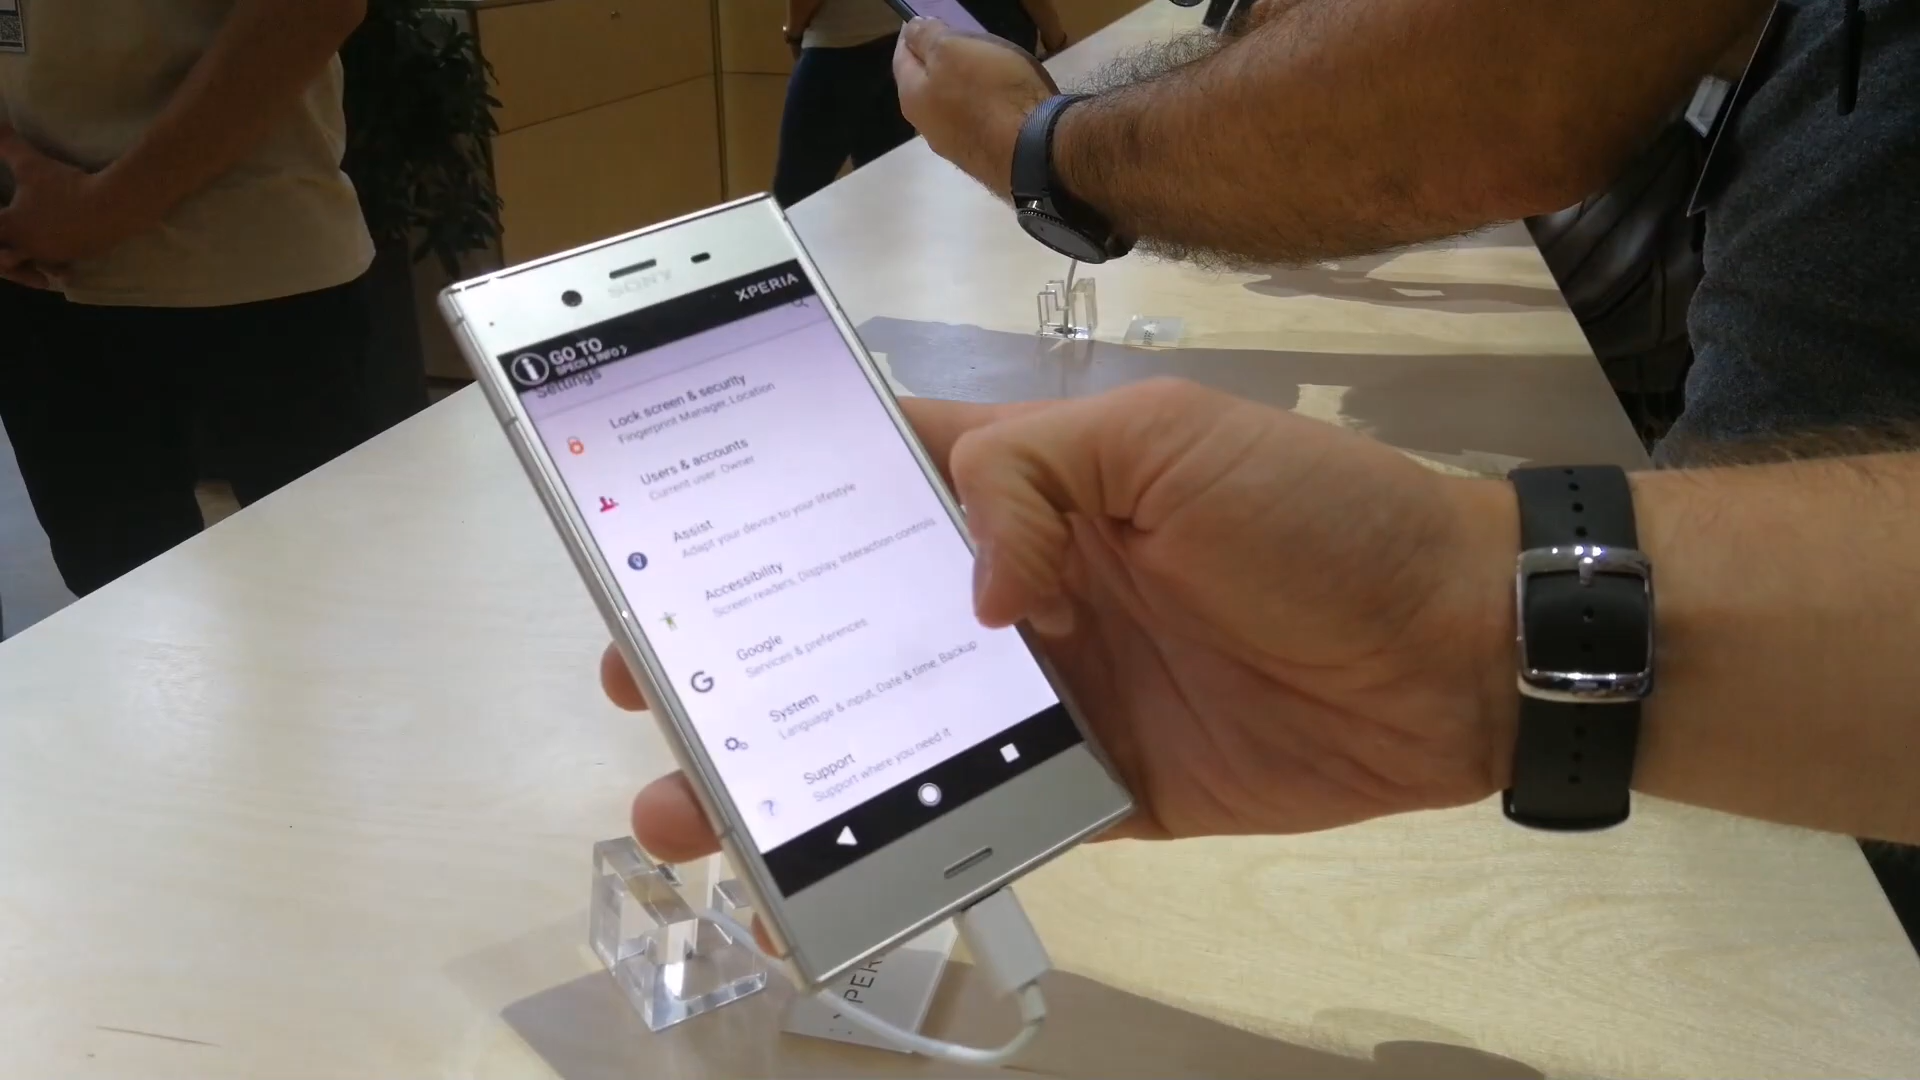 SONY
XPERIA
GO TO
SPECS & INFO >
Settings
Lock screen & security
Fingerprint Manager, Location
Users & accounts
Current user: Owner
Assist
Adapt your device to your lifestyle
Accessibility
Screen readers, Display, Interaction controls
Google
Services & preferences
System
Language & input, Date & time, Backup
Support
Support where you need it
XPER